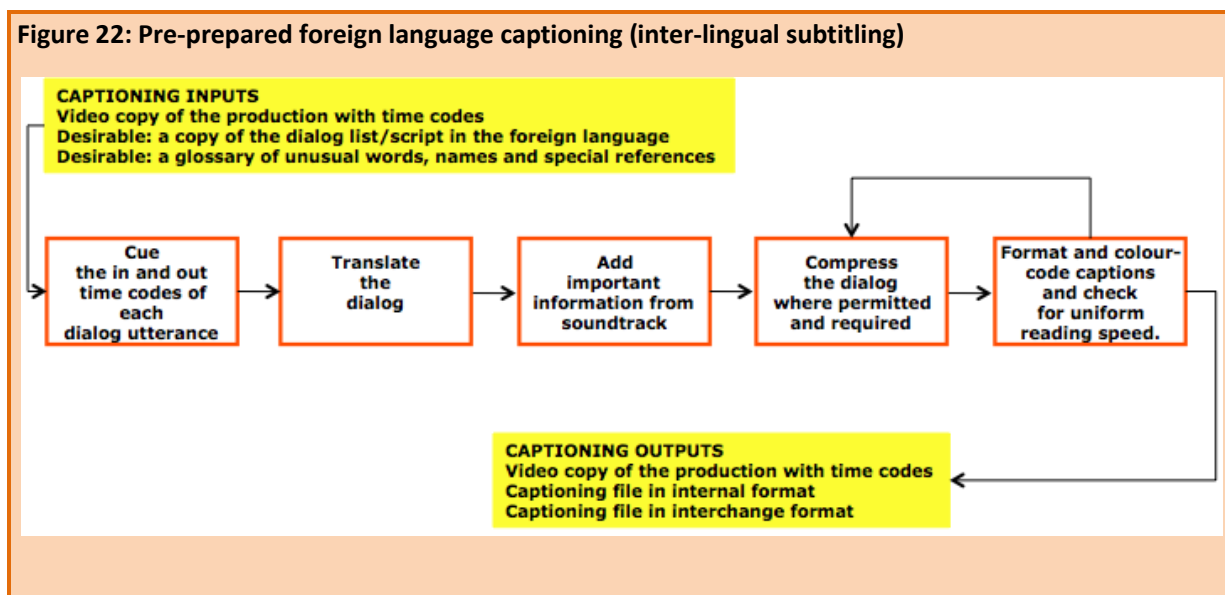 Figure 22: Pre-prepared foreign language captioning (inter-lingual subtitling)
CAPTIONING INPUTS
Video copy of the production with time codes
Desirable: a copy of the dialog list/script in the foreign language
Desirable: a glossary of unusual words, names and special references
Cue
the in and out
time codes of
each
dialog utterance
Translate
the
dialog
Add
important
information from
soundtrack
Compress
the dialog
where permitted
and required
Format and colour-
code captions
and check
for uniform
reading speed.
CAPTIONING OUTPUTS
Video copy of the production with time codes
Captioning file in internal format
Captioning file in interchange format